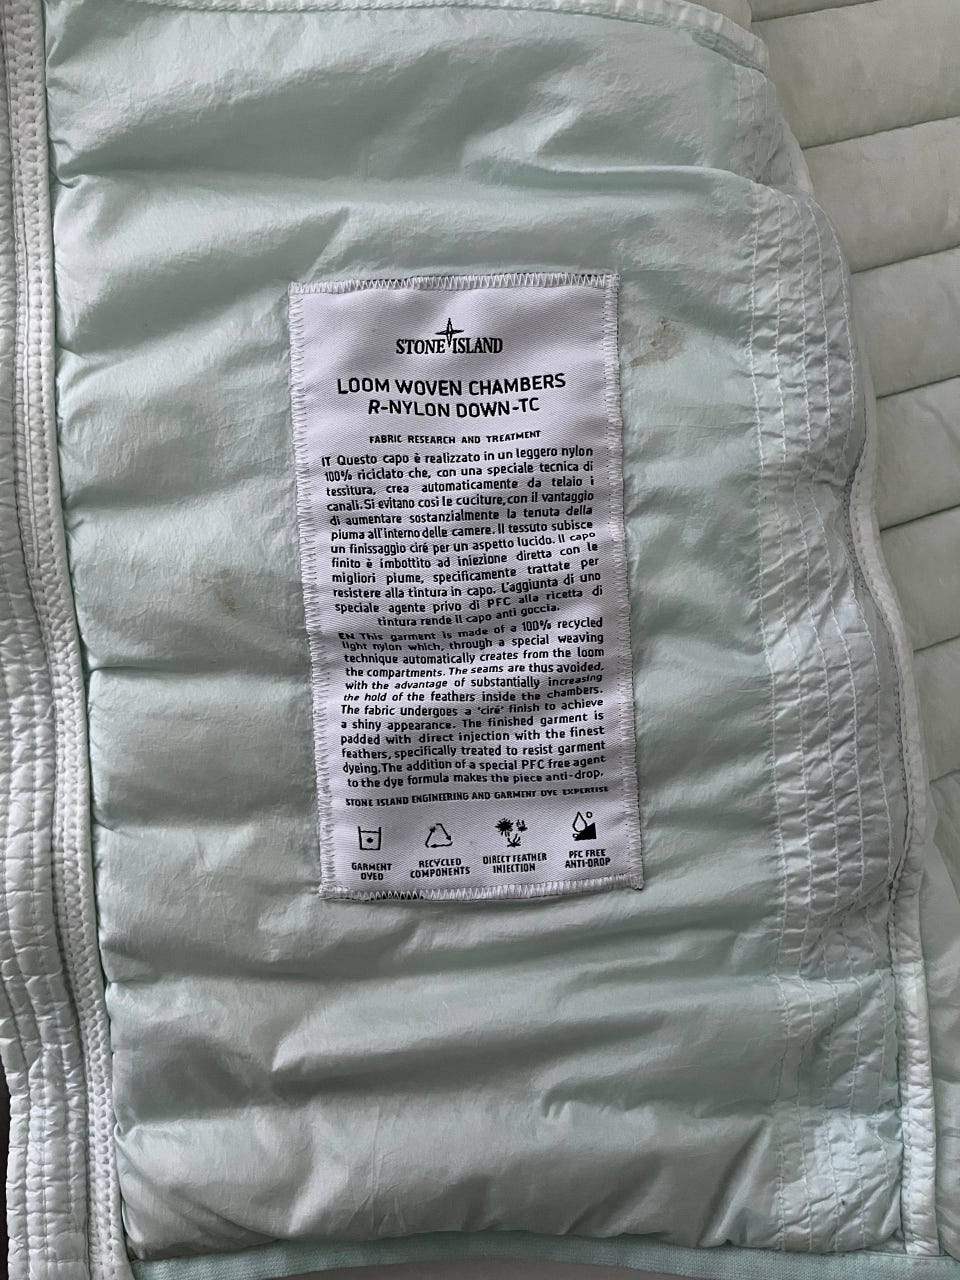 STONE ISLAND
LOOM WOVEN CHAMBERS
R-NYLON DOWN-TC
FABRIC RESEARCH AND TREATMENT
IT Questo capo è realizzato in un leggero nylon
100% riciclato che, con una speciale tecnica di
tessitura, crea automaticamente da telaio i
canali. Si evitano così le cuciture, con il vantaggio
di aumentare sostanzialmente la tenuta della
piuma all'interno delle camere. Il tessuto subisce
un finissaggio ciré per un aspetto lucido. Il capo
finito è imbottito ad iniezione diretta con le
migliori piume, specificamente trattate per
resistere alla tintura in capo. L'aggiunta di uno
speciale agente privo di PFC alla ricetta di
tintura rende il capo anti goccia.
EN This garment is made of a 100% recycled
light nylon which, through a special weaving
technique automatically creates from the loom
the compartments. The seams are thus avoided,
with the advantage of substantially increasing
the hold of the feathers inside the chambers.
The fabric undergoes a "ciré" finish to achieve
a shiny appearance. The finished garment is
padded with direct injection with the finest
feathers, specifically treated to resist garment
dyeing. The addition of a special PFC free agent
to the dye formula makes the piece anti-drop.
STONE ISLAND ENGINEERING AND GARMENT DYE EXPERTISE
GARMENT
DYED
RECYCLED
COMPONENTS
DIRECT FEATHER
INJECTION
PFC FREE
ANTI-DROP